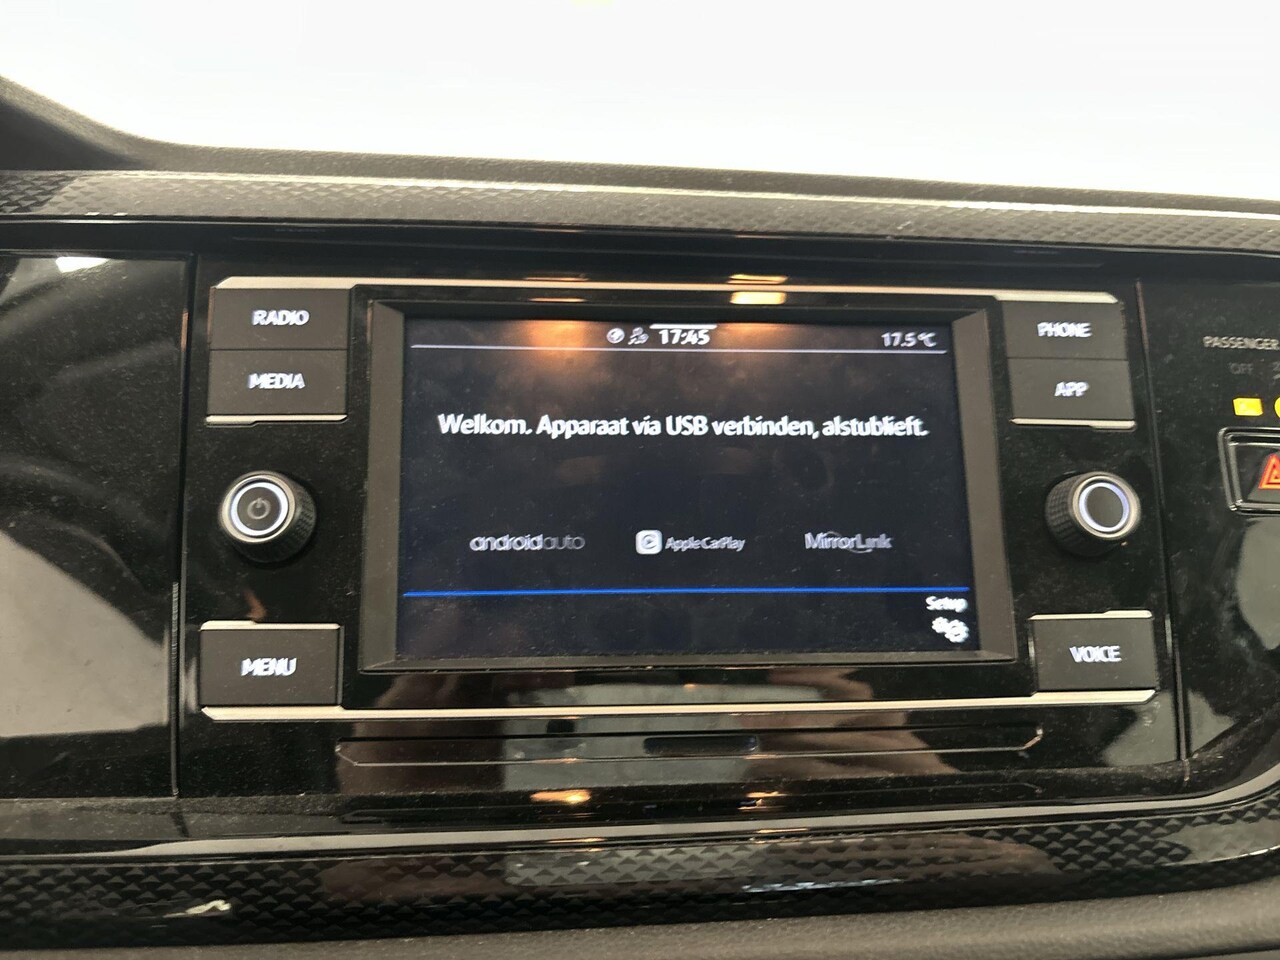 RADIO
MEDIA
MENU
17:45
17.5°C
Welkom. Apparaat via USB verbinden, alstublieft.
androidauto
Apple CarPlay
MirrorLink
Setup
PHONE
APP
VOICE
PASSENGER
OFF